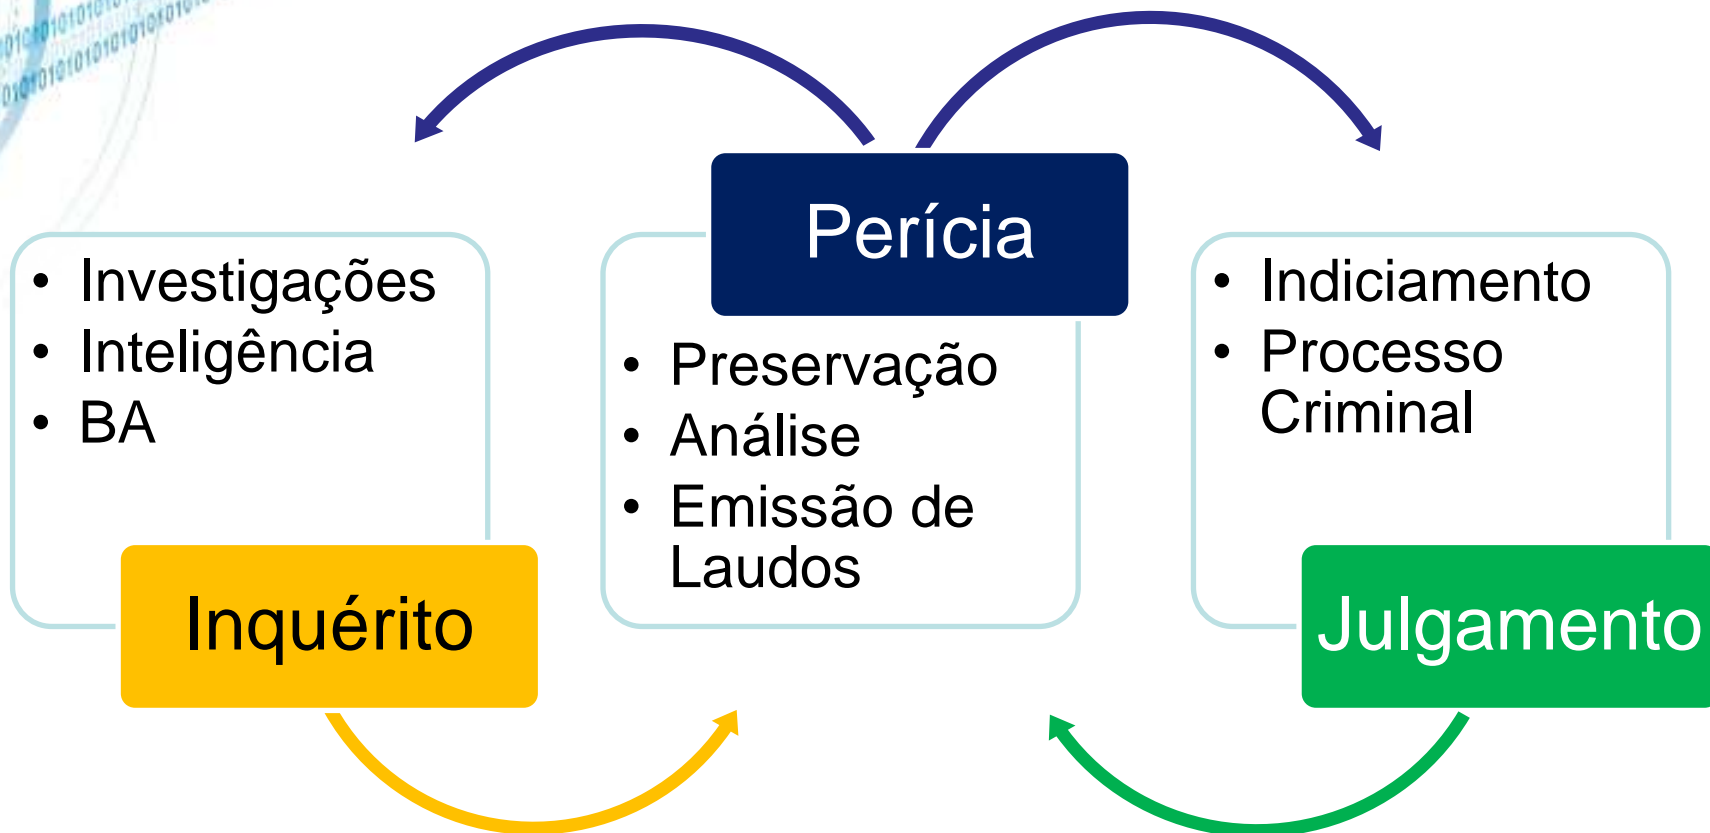 Perícia
• Investigações
• Inteligência
• BA
Inquérito
• Preservação
• Análise
• Emissão de
Laudos
• Indiciamento
• Processo
Criminal
Julgamento